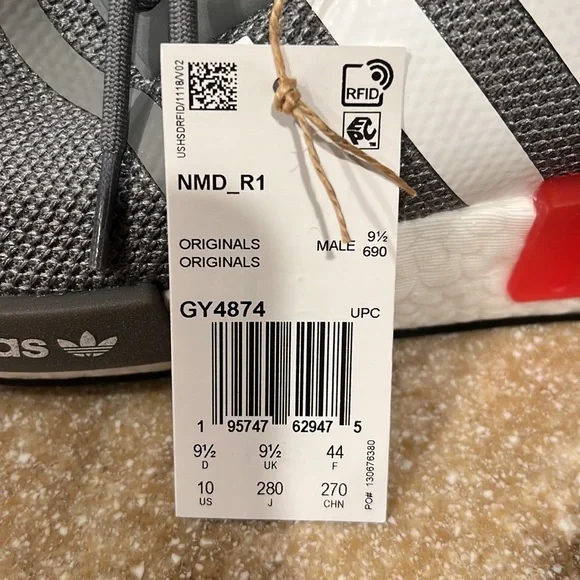 USHSDRFID/1118/V02
RFID
EPC
NMD_R1
ORIGINALS MALE 9½
ORIGINALS 690
GY4874 UPC
1 95747 62947 5
9½ 9½ 44
D UK F
10 280 270
US J CHN
PO# 130676380
as